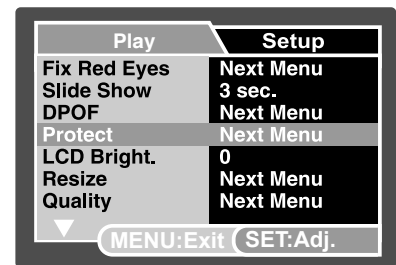 Play Setup
Fix Red Eyes Next Menu
Slide Show 3 sec.
DPOF Next Menu
Protect Next Menu
LCD Bright. 0
Resize Next Menu
Quality Next Menu
MENU:Exit SET:Adj.